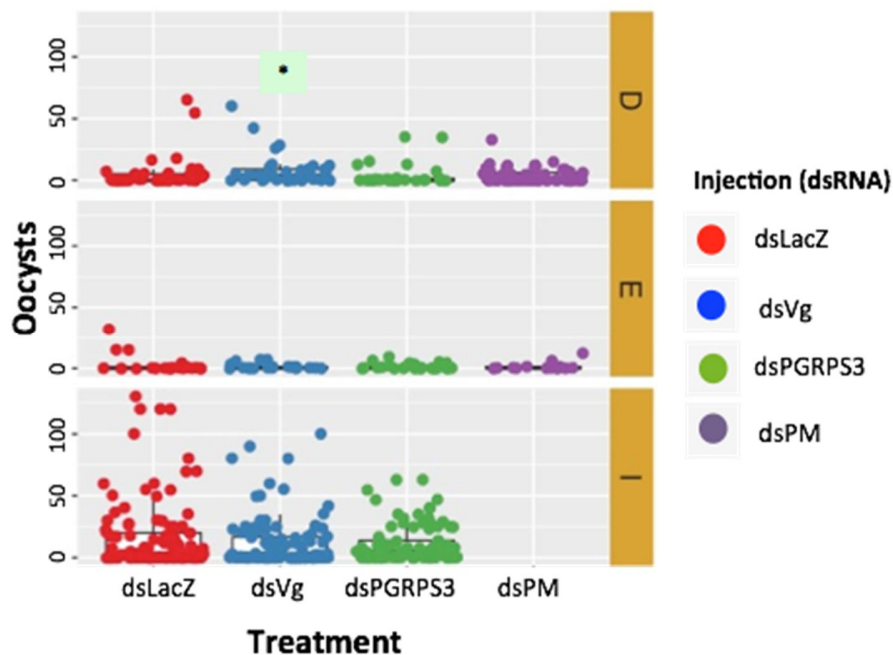 100
50
0
*
D
100
50
0
E
100
50
0
I
Oocysts
dsLacZ dsVg dsPGRPS3 dsPM
Treatment
Injection (dsRNA)
dsLacZ
dsVg
dsPGRPS3
dsPM